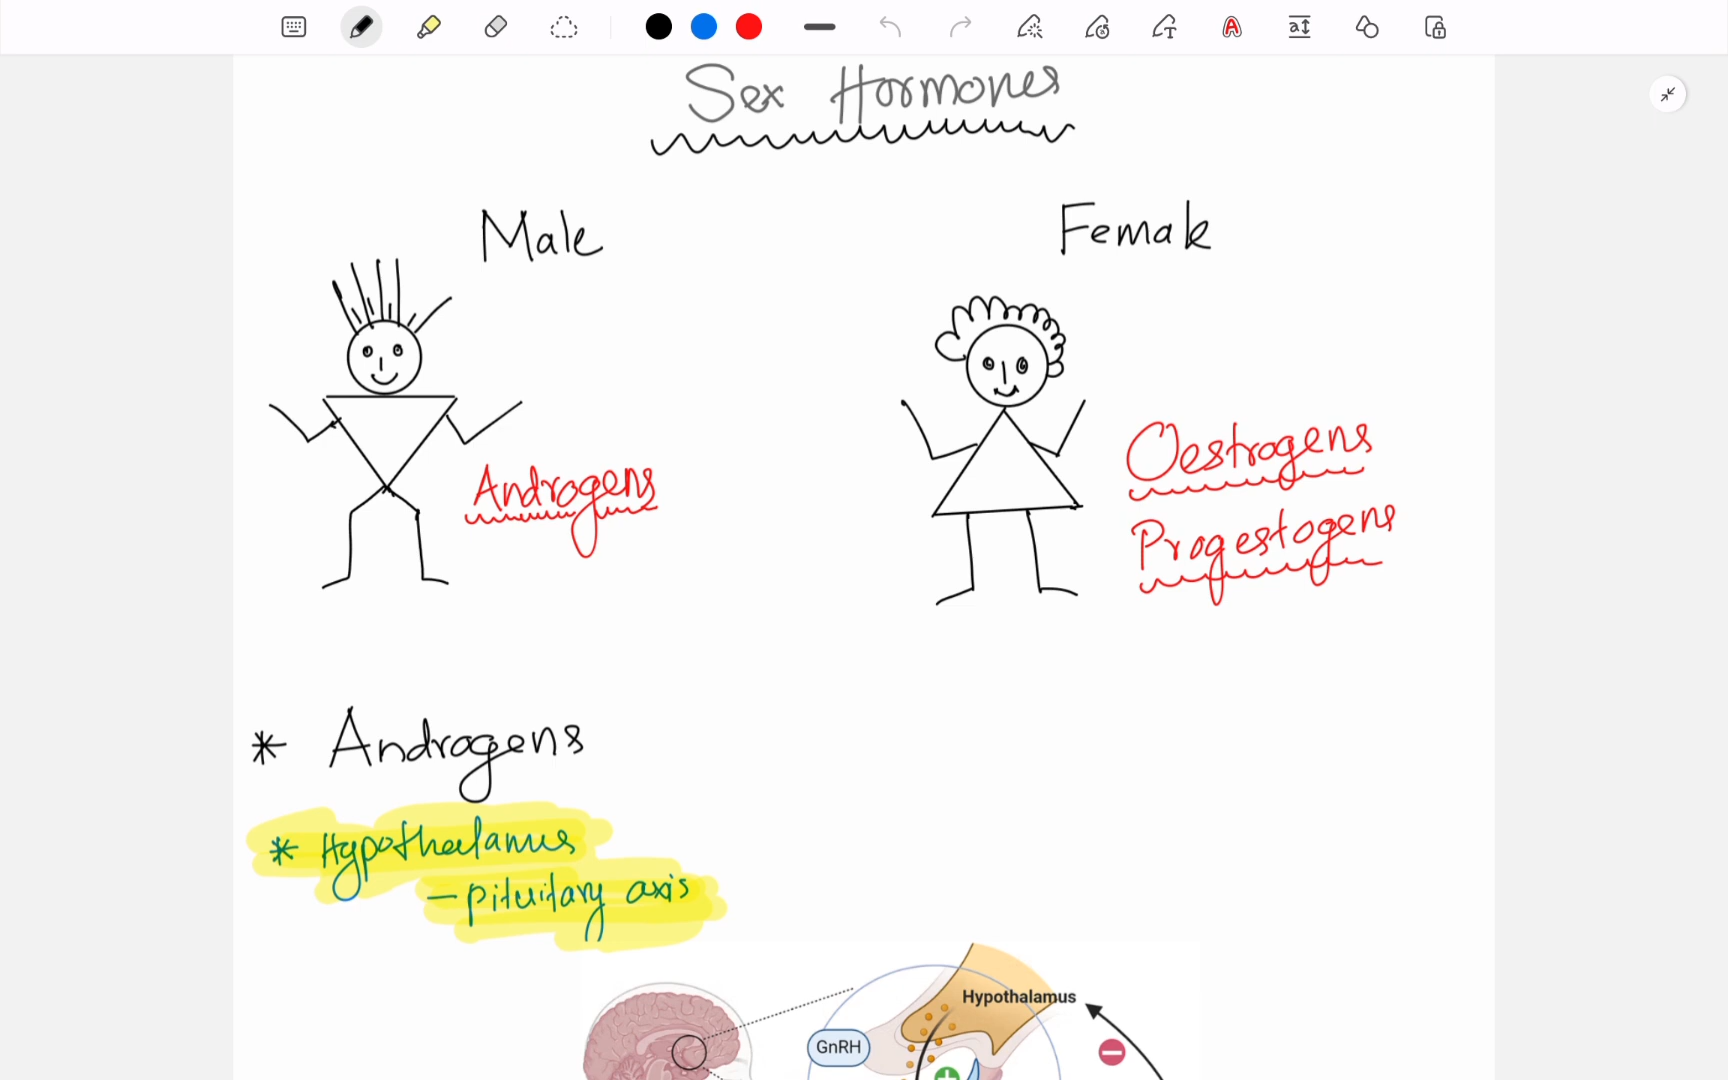 Sex Hormones
Male
Female
Androgens
Oestrogens
Progestogens
* Androgens
* Hypothalamus
- pituitary axis
Hypothalamus
GnRH